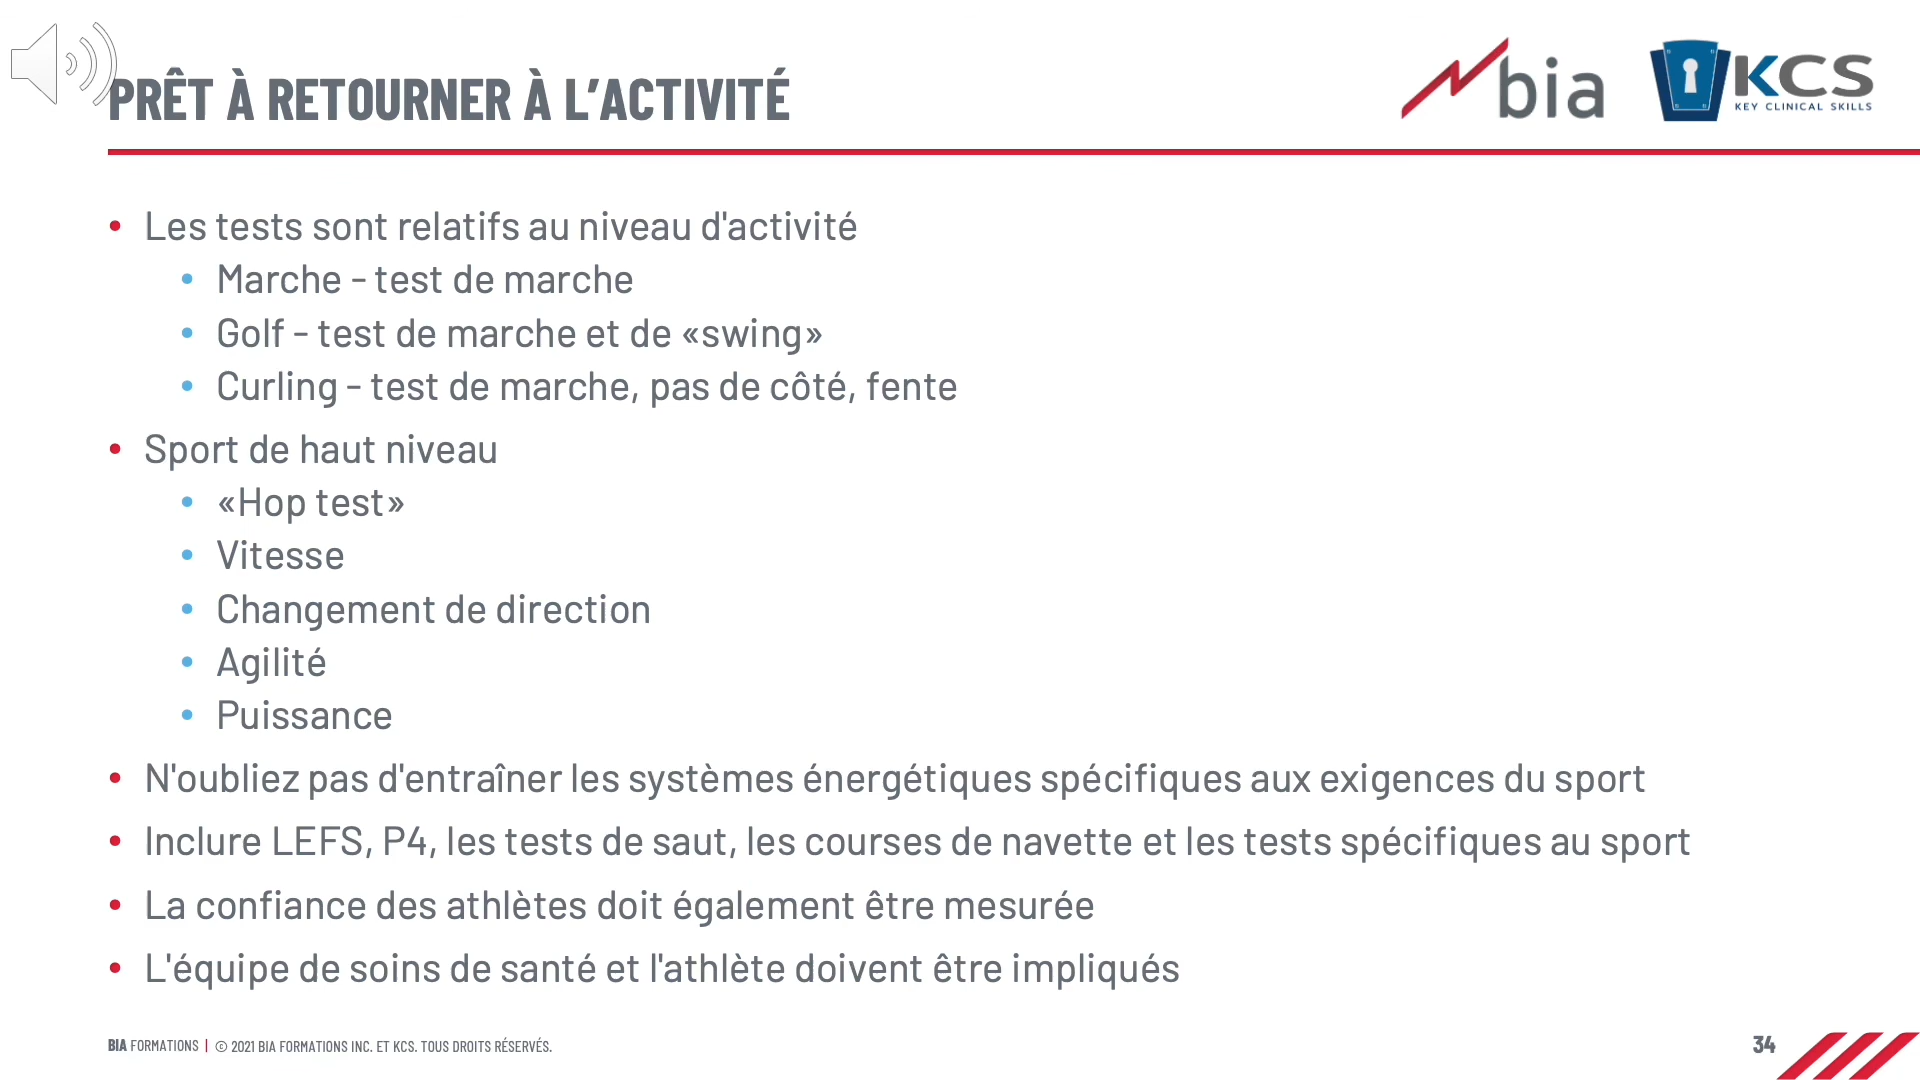 PRÊT À RETOURNER À L’ACTIVITÉ
bia
KCS
KEY CLINICAL SKILLS
• Les tests sont relatifs au niveau d'activité
• Marche - test de marche
• Golf - test de marche et de «swing»
• Curling - test de marche, pas de côté, fente
• Sport de haut niveau
• «Hop test»
• Vitesse
• Changement de direction
• Agilité
• Puissance
• N'oubliez pas d'entraîner les systèmes énergétiques spécifiques aux exigences du sport
• Inclure LEFS, P4, les tests de saut, les courses de navette et les tests spécifiques au sport
• La confiance des athlètes doit également être mesurée
• L'équipe de soins de santé et l'athlète doivent être impliqués
BIA FORMATIONS | © 2021 BIA FORMATIONS INC. ET KCS. TOUS DROITS RÉSERVÉS.
34